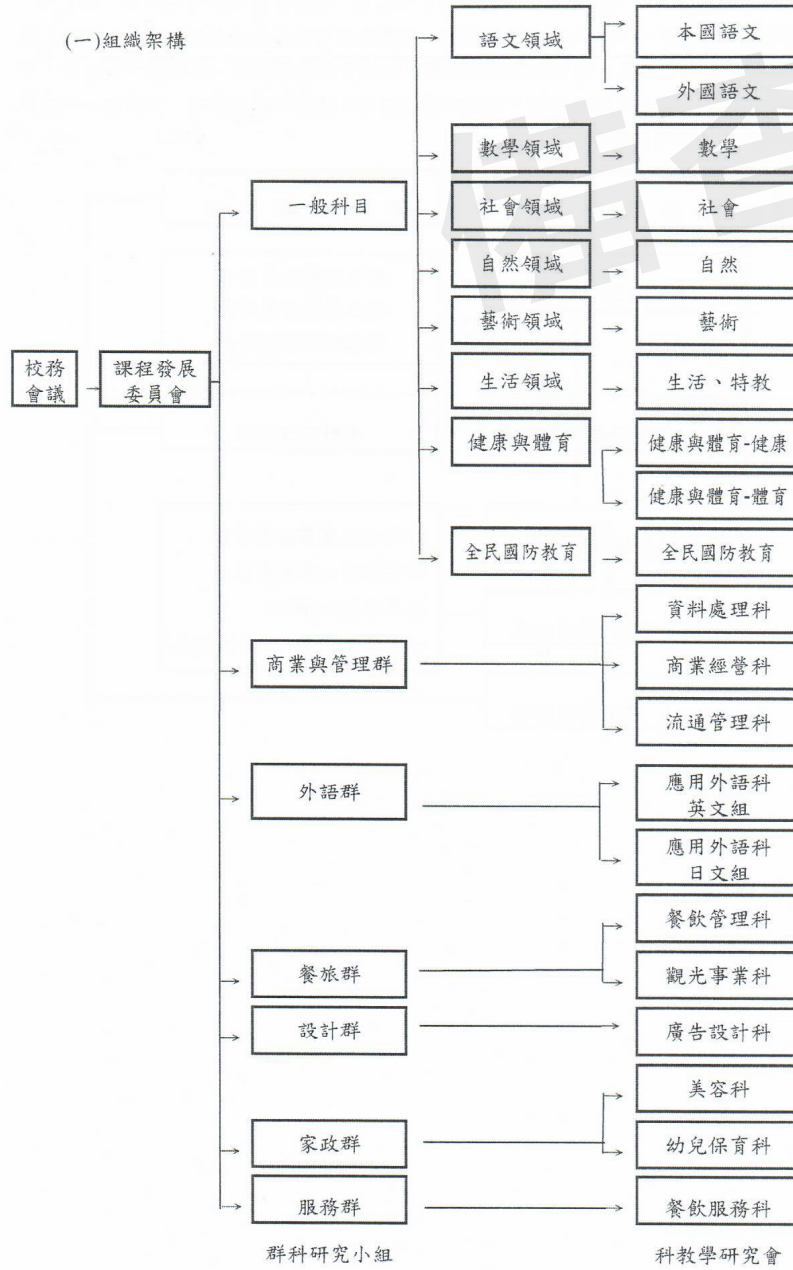 (一)組織架構
語文領域
本國語文
外國語文
數學領域
數學
一般科目
社會領域
社會
自然領域
自然
藝術領域
藝術
校務
會議
課程發展
委員會
生活領域
生活、特教
健康與體育
健康與體育-健康
健康與體育-體育
全民國防教育
全民國防教育
資料處理科
商業與管理群
商業經營科
流通管理科
外語群
應用外語科
英文組
應用外語科
日文組
餐飲管理科
餐旅群
觀光事業科
設計群
廣告設計科
美容科
家政群
幼兒保育科
服務群
餐飲服務科
群科研究小組
科教學研究會
備查